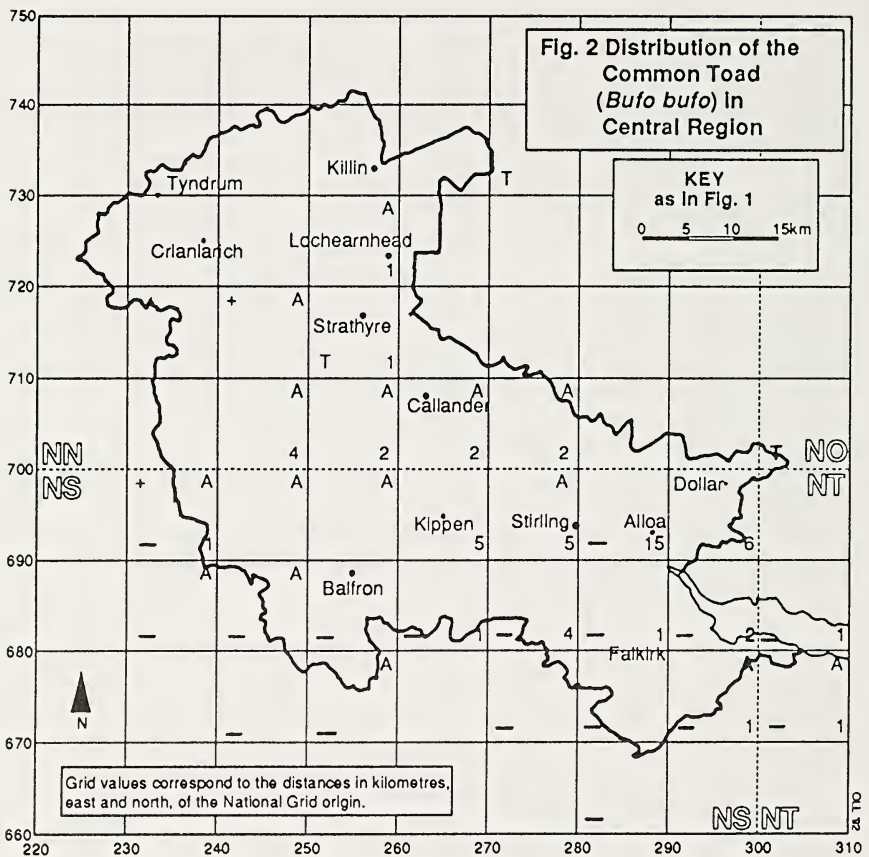 750
Fig. 2 Distribution of the
Common Toad
(Bufo bufo) in
Central Region
740
Killin
Tyndrum
T
KEY
as in Fig. 1
730
A
0 5 10 15km
Crianlarich
Lochearnhead
1
720
+ A
Strathyre
T 1
710
A A A A
Callander
4 2 2 2 T
NN NO
700
NS NT
+ A A A A
Dollar
Kippen Stirling Alloa
— 1 5 5 — 15 6
690
A A
Balfron
— — — — 1 — 4 — 1 — 2 — 1
680
Falkirk
A A A
— — — — — 1 — 1
670
N
Grid values correspond to the distances in kilometres,
east and north, of the National Grid origin.
—
NS NT
660
220 230 240 250 260 270 280 290 300 310